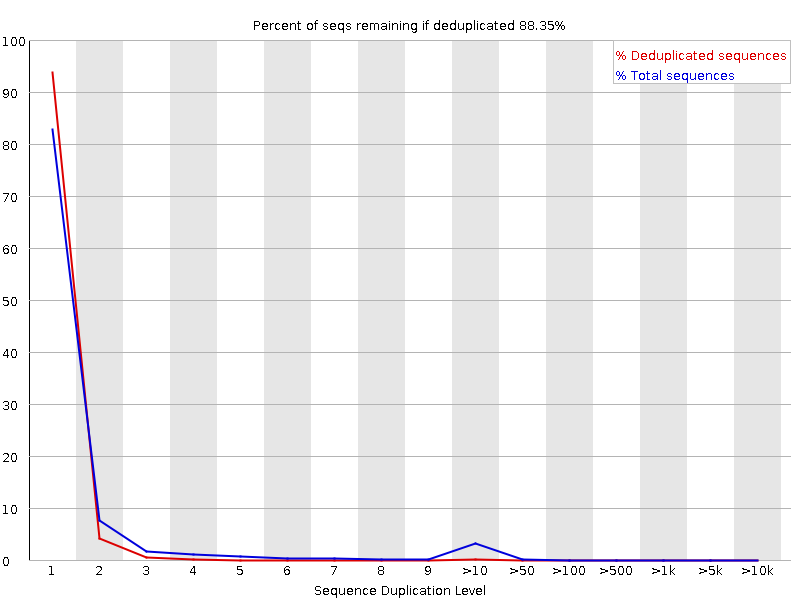 Percent of seqs remaining if deduplicated 88.35%
% Deduplicated sequences
% Total sequences
100
90
80
70
60
50
40
30
20
10
0
1 2 3 4 5 6 7 8 9 >10 >50 >100 >500 >1k >5k >10k
Sequence Duplication Level